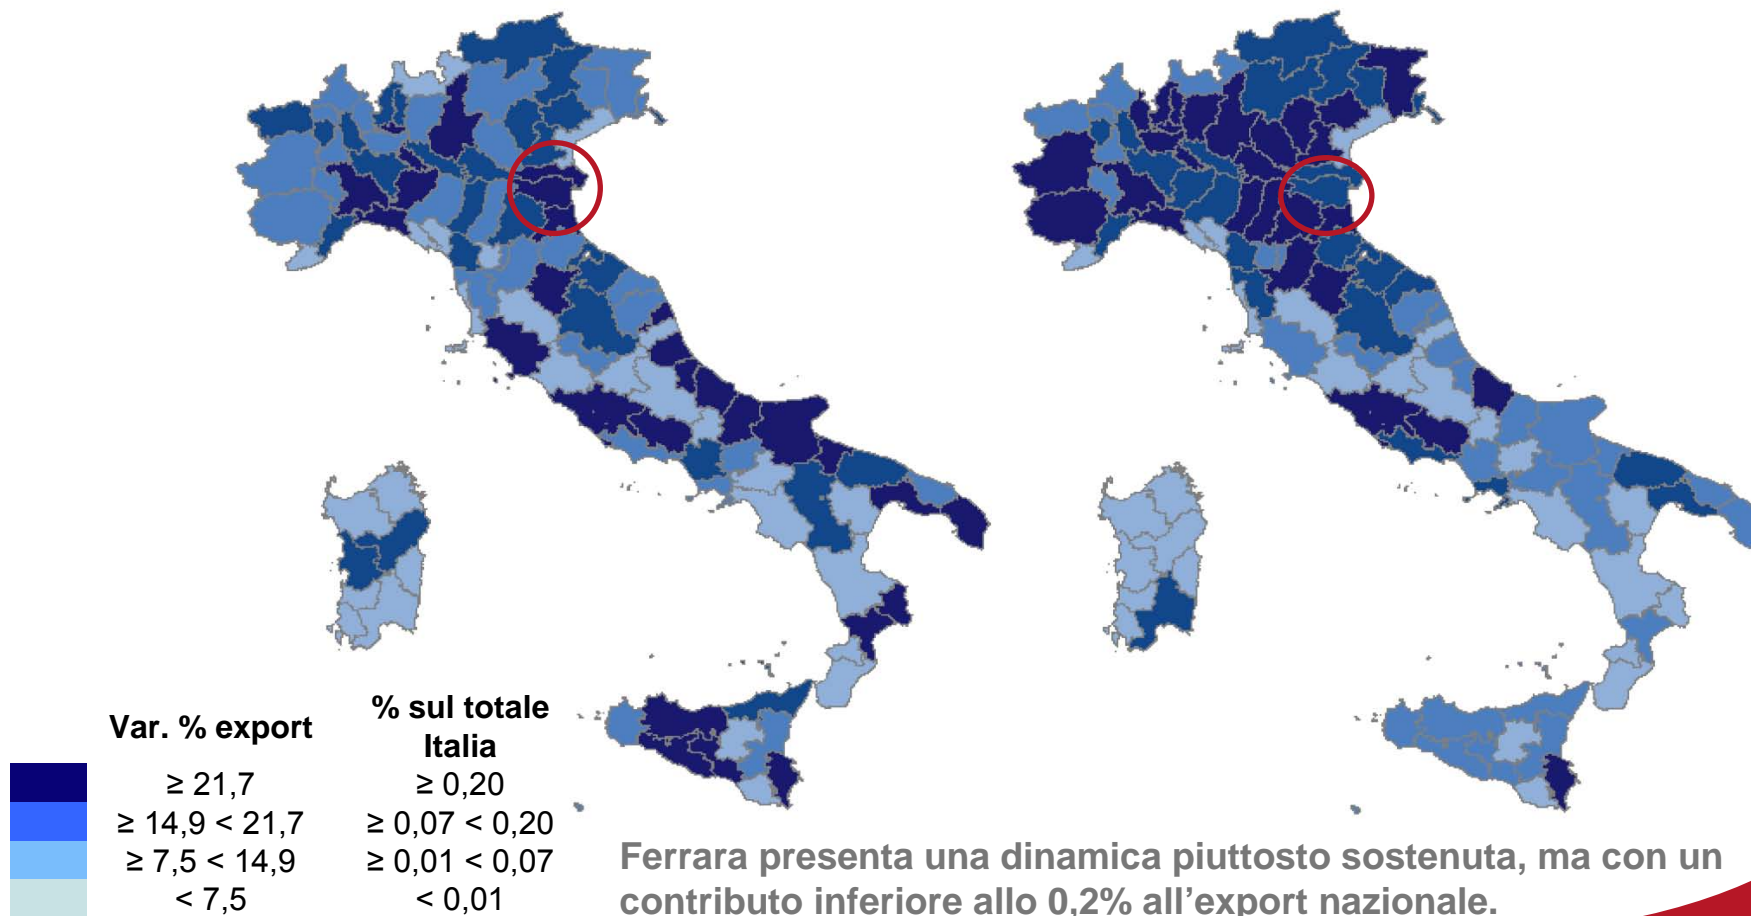 Var. % export
% sul totale
Italia
≥ 21,7
≥ 0,20
≥ 14,9 < 21,7
≥ 0,07 < 0,20
≥ 7,5 < 14,9
≥ 0,01 < 0,07
< 7,5
< 0,01
Ferrara presenta una dinamica piuttosto sostenuta, ma con un
contributo inferiore allo 0,2% all’export nazionale.